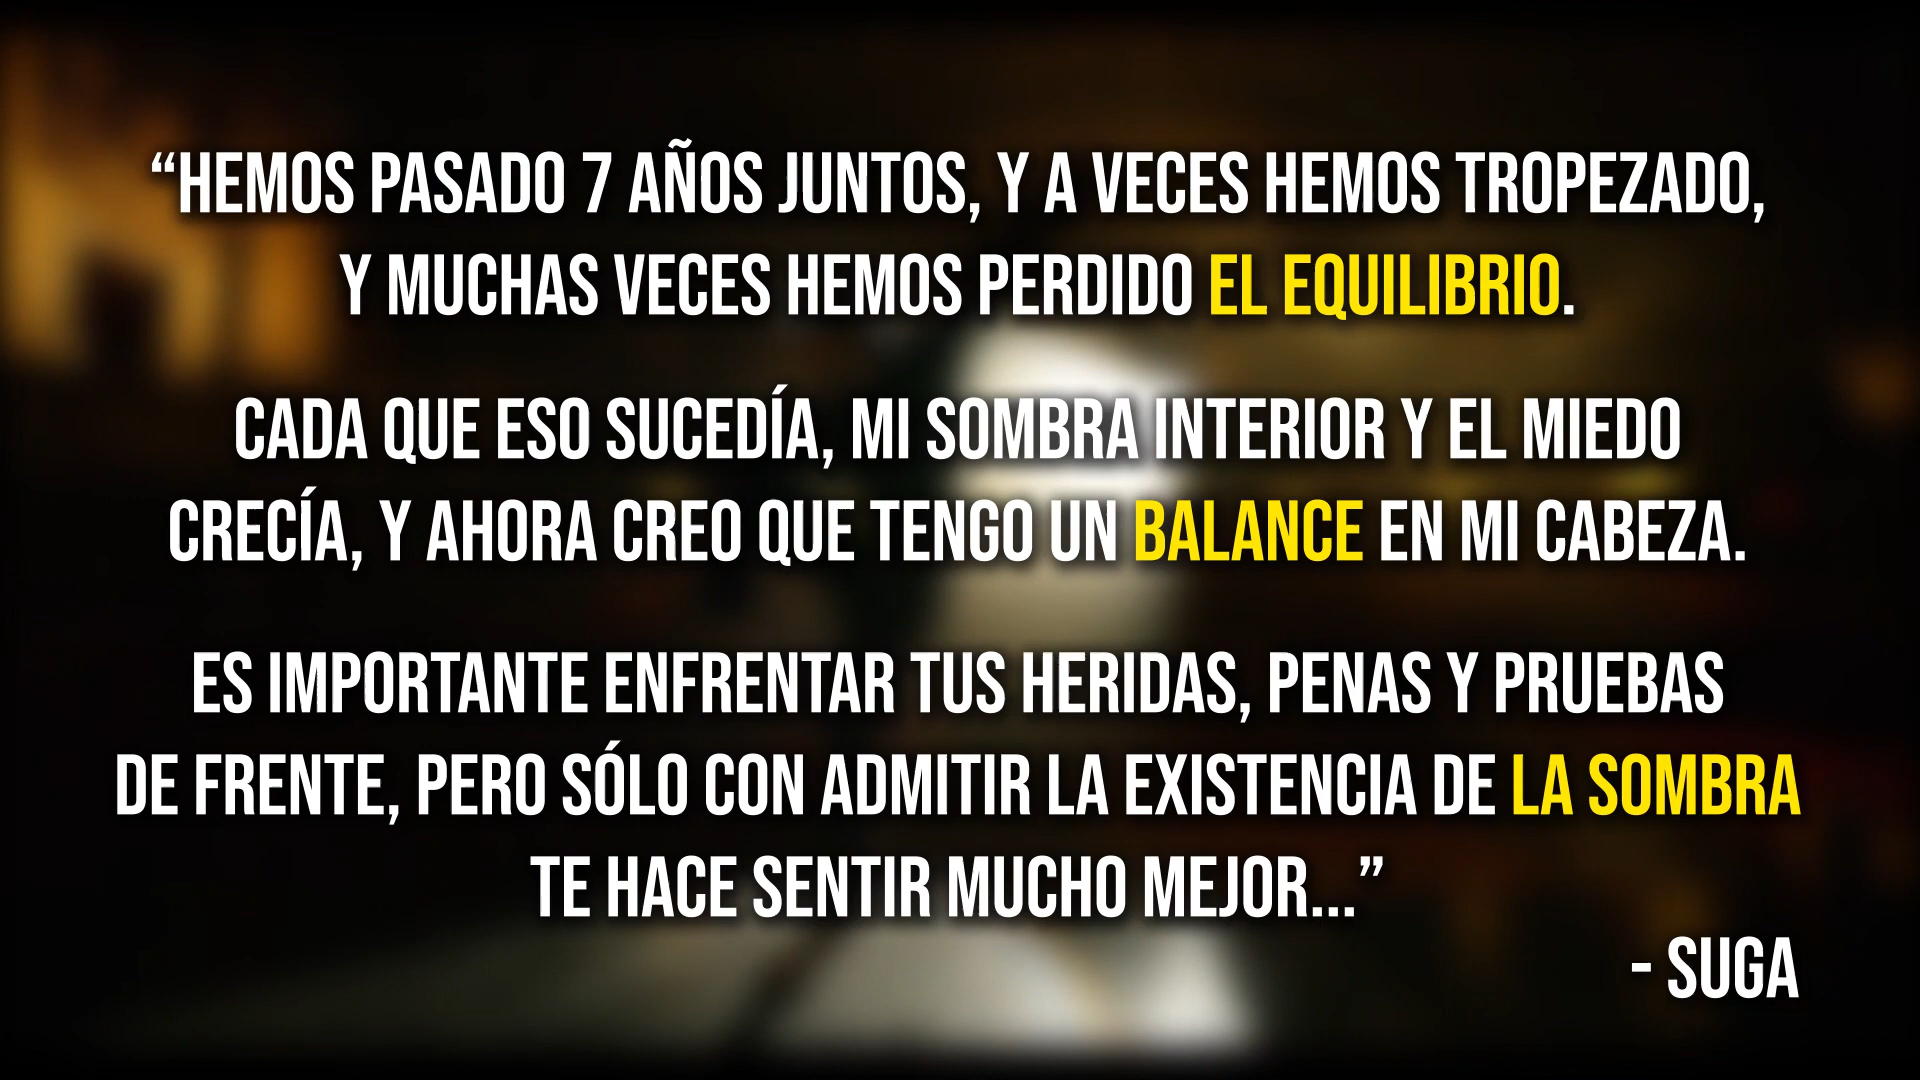 “HEMOS PASADO 7 AÑOS JUNTOS, Y A VECES HEMOS TROPEZADO,
Y MUCHAS VECES HEMOS PERDIDO EL EQUILIBRIO.
CADA QUE ESO SUCEDÍA, MI SOMBRA INTERIOR Y EL MIEDO
CRECÍA, Y AHORA CREO QUE TENGO UN BALANCE EN MI CABEZA.
ES IMPORTANTE ENFRENTAR TUS HERIDAS, PENAS Y PRUEBAS
DE FRENTE, PERO SÓLO CON ADMITIR LA EXISTENCIA DE LA SOMBRA
TE HACE SENTIR MUCHO MEJOR...”
- SUGA